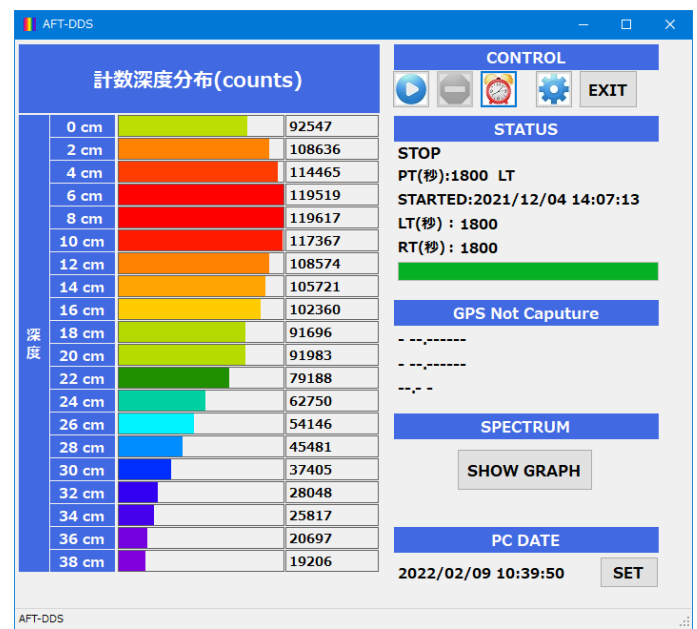 AFT-DDS
計数深度分布(counts)
深度
0 cm 92547
2 cm 108636
4 cm 114465
6 cm 119519
8 cm 119617
10 cm 117367
12 cm 108574
14 cm 105721
16 cm 102360
18 cm 91696
20 cm 91983
22 cm 79188
24 cm 62750
26 cm 54146
28 cm 45481
30 cm 37405
32 cm 28048
34 cm 25817
36 cm 20697
38 cm 19206
CONTROL
EXIT
STATUS
STOP
PT(秒):1800 LT
STARTED:2021/12/04 14:07:13
LT(秒) : 1800
RT(秒) : 1800
GPS Not Caputure
- --.------
- --.------
--.- -
SPECTRUM
SHOW GRAPH
PC DATE
2022/02/09 10:39:50 SET
AFT-DDS